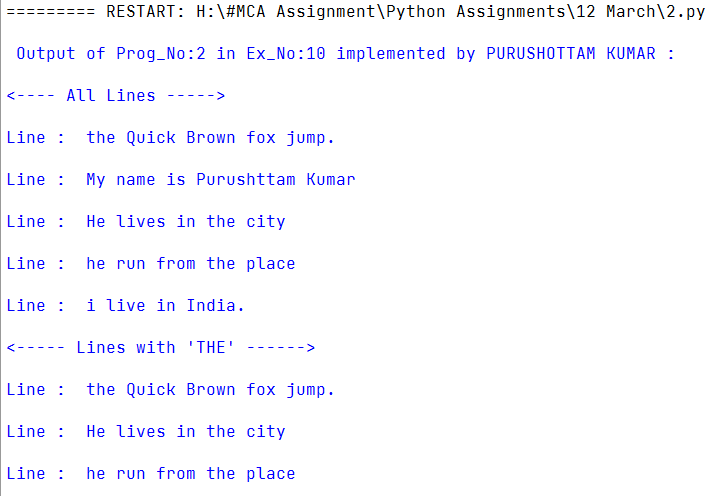 ========= RESTART: H:\#MCA Assignment\Python Assignments\12 March\2.py
Output of Prog_No:2 in Ex_No:10 implemented by PURUSHOTTAM KUMAR :
<---- All Lines ----->
Line :  the Quick Brown fox jump.
Line :  My name is Purushttam Kumar
Line :  He lives in the city
Line :  he run from the place
Line :  i live in India.
<----- Lines with 'THE' ------>
Line :  the Quick Brown fox jump.
Line :  He lives in the city
Line :  he run from the place